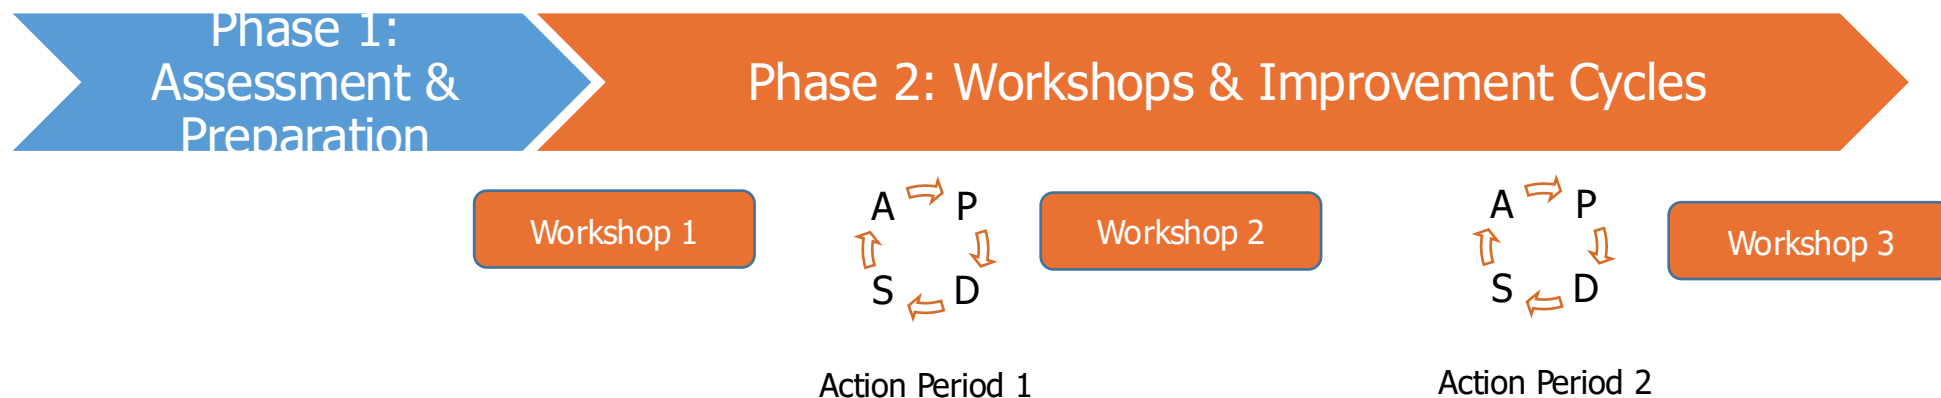 Phase 1:
Assessment &
Preparation
Phase 2: Workshops & Improvement Cycles
Workshop 1
A P
S D
Action Period 1
Workshop 2
A P
S D
Action Period 2
Workshop 3